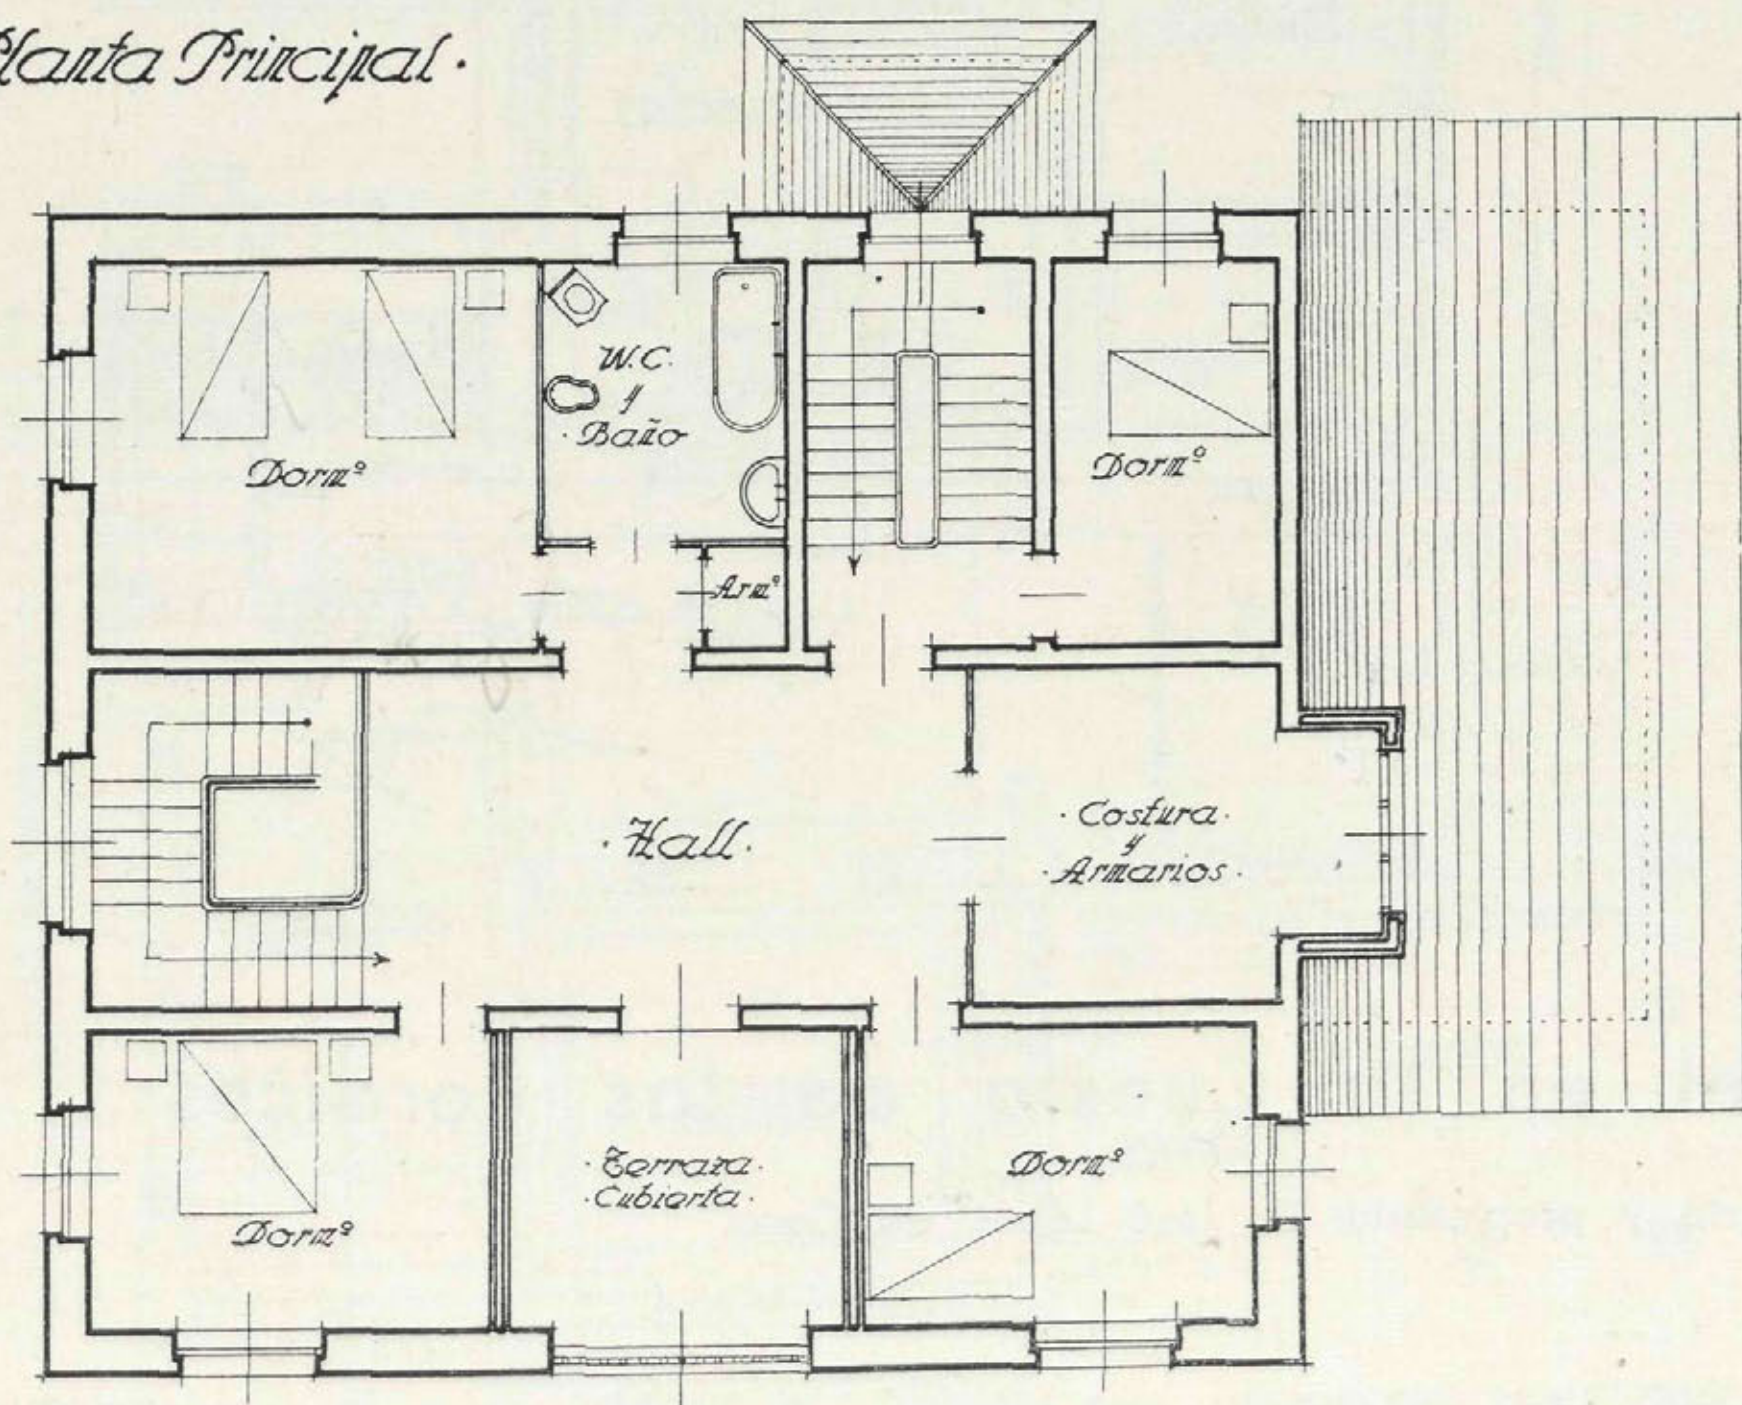 Planta Principal.
W.C.
y
Baño
Dormº
Dormº
Armº
Hall.
Costura
y
Armarios
Terraza
Cubierta
Dormº
Dormº